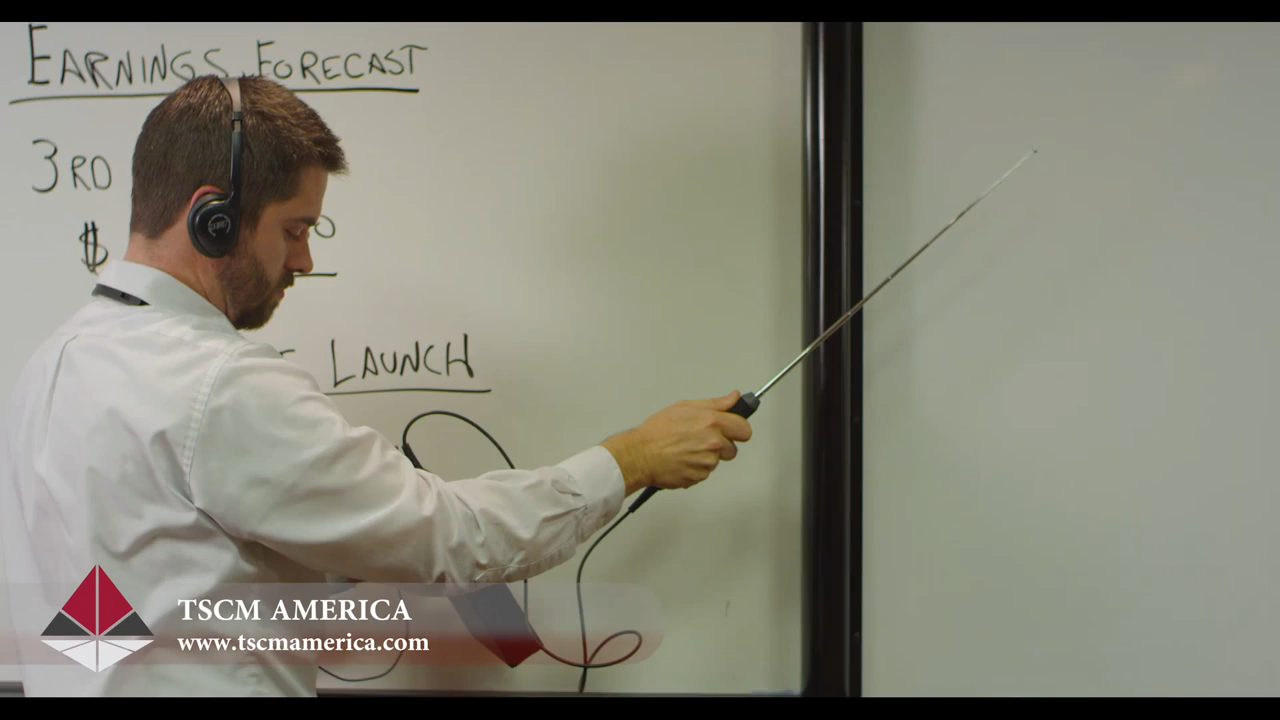 EARNINGS FORECAST
3RD
$
LAUNCH
TSCM AMERICA
www.tscmamerica.com